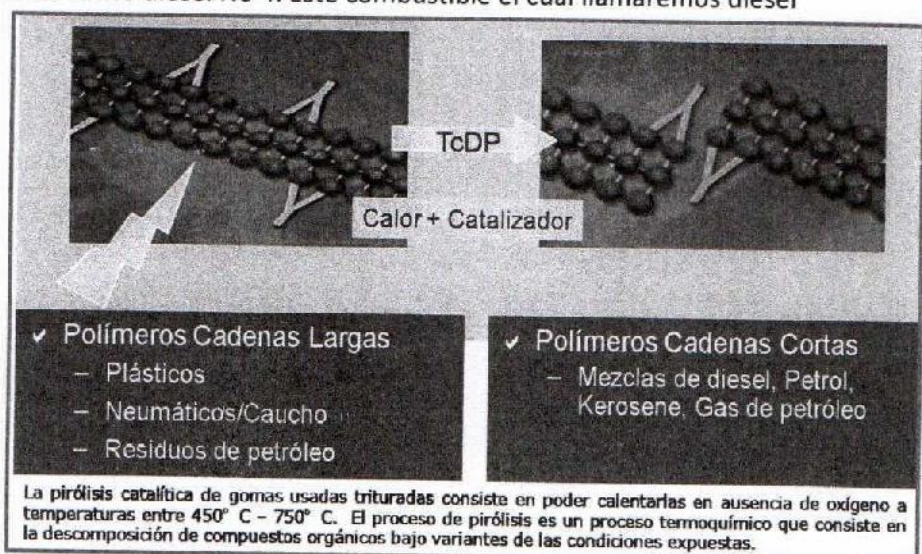 diesel No 4. Este combustible el cual llamaremos diesel
TcDP
Calor + Catalizador
✓ Polímeros Cadenas Largas
– Plásticos
– Neumáticos/Caucho
– Residuos de petróleo
✓ Polímeros Cadenas Cortas
– Mezclas de diesel, Petrol,
Kerosene, Gas de petróleo
La pirólisis catalítica de gomas usadas trituradas consiste en poder calentarlas en ausencia de oxígeno a
temperaturas entre 450° C – 750° C. El proceso de pirólisis es un proceso termoquímico que consiste en
la descomposición de compuestos orgánicos bajo variantes de las condiciones expuestas.